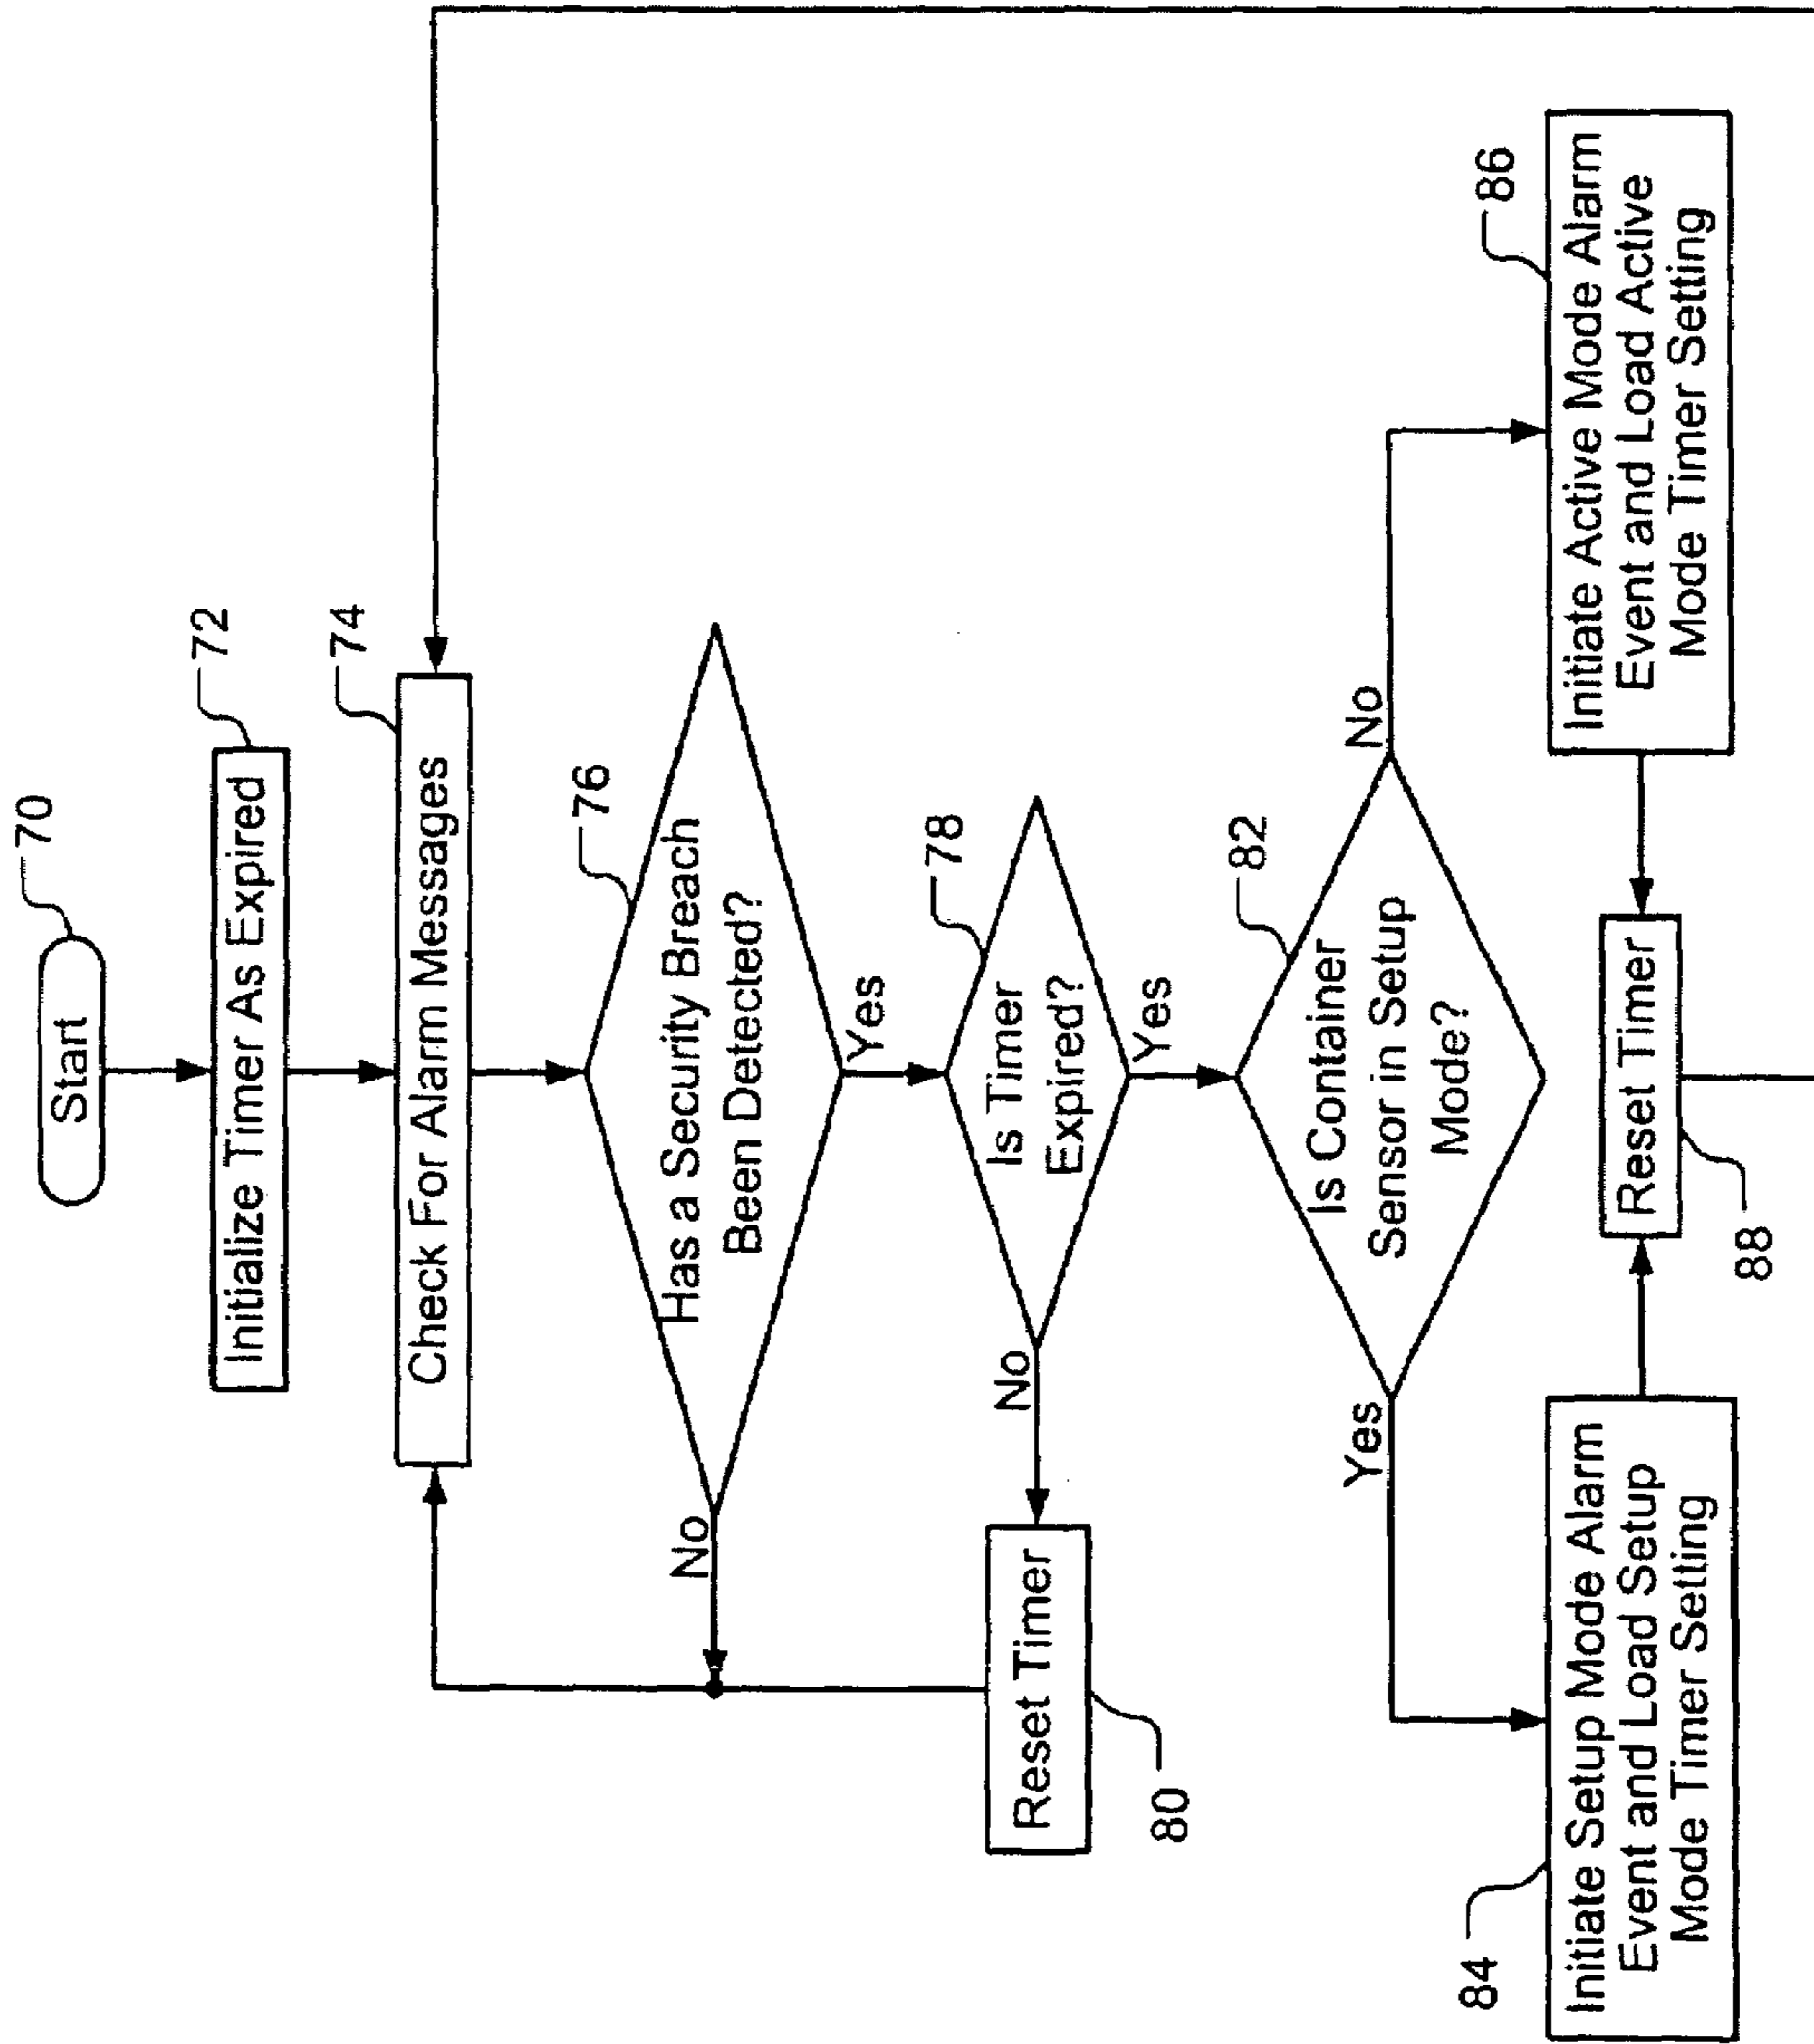 Start
70
Initialize Timer As Expired
72
Check For Alarm Messages
74
Has a Security Breach
Been Detected?
76
No
Yes
Is Timer
Expired?
78
No
Yes
Reset Timer
80
Is Container
Sensor in Setup
Mode?
82
Yes
No
Initiate Setup Mode Alarm
Event and Load Setup
Mode Timer Setting
84
Reset Timer
88
Initiate Active Mode Alarm
Event and Load Active
Mode Timer Setting
86